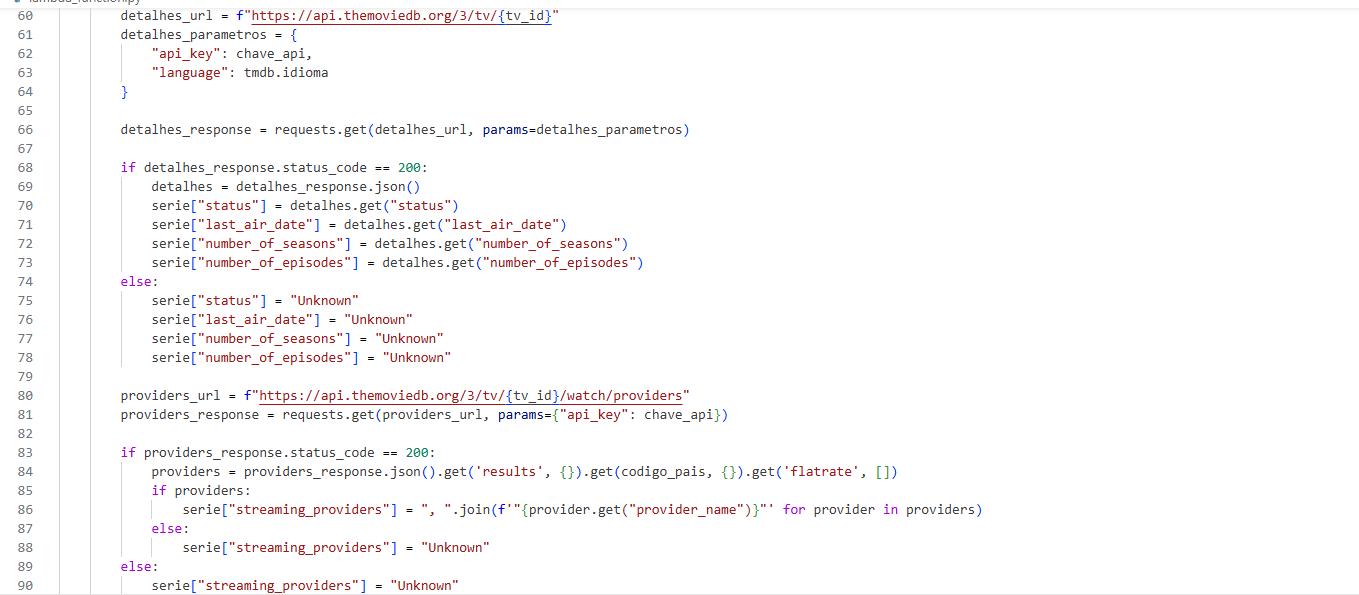 lambda_function.py
60 detalhes_url = f"https://api.themoviedb.org/3/tv/{tv_id}"
61 detalhes_parametros = {
62 "api_key": chave_api,
63 "language": tmdb.idioma
64 }
65
66 detalhes_response = requests.get(detalhes_url, params=detalhes_parametros)
67
68 if detalhes_response.status_code == 200:
69 detalhes = detalhes_response.json()
70 serie["status"] = detalhes.get("status")
71 serie["last_air_date"] = detalhes.get("last_air_date")
72 serie["number_of_seasons"] = detalhes.get("number_of_seasons")
73 serie["number_of_episodes"] = detalhes.get("number_of_episodes")
74 else:
75 serie["status"] = "Unknown"
76 serie["last_air_date"] = "Unknown"
77 serie["number_of_seasons"] = "Unknown"
78 serie["number_of_episodes"] = "Unknown"
79
80 providers_url = f"https://api.themoviedb.org/3/tv/{tv_id}/watch/providers"
81 providers_response = requests.get(providers_url, params={"api_key": chave_api})
82
83 if providers_response.status_code == 200:
84 providers = providers_response.json().get('results', {}).get(codigo_pais, {}).get('flatrate', [])
85 if providers:
86 serie["streaming_providers"] = ", ".join(f'"{provider.get("provider_name")}"' for provider in providers)
87 else:
88 serie["streaming_providers"] = "Unknown"
89 else:
90 serie["streaming_providers"] = "Unknown"